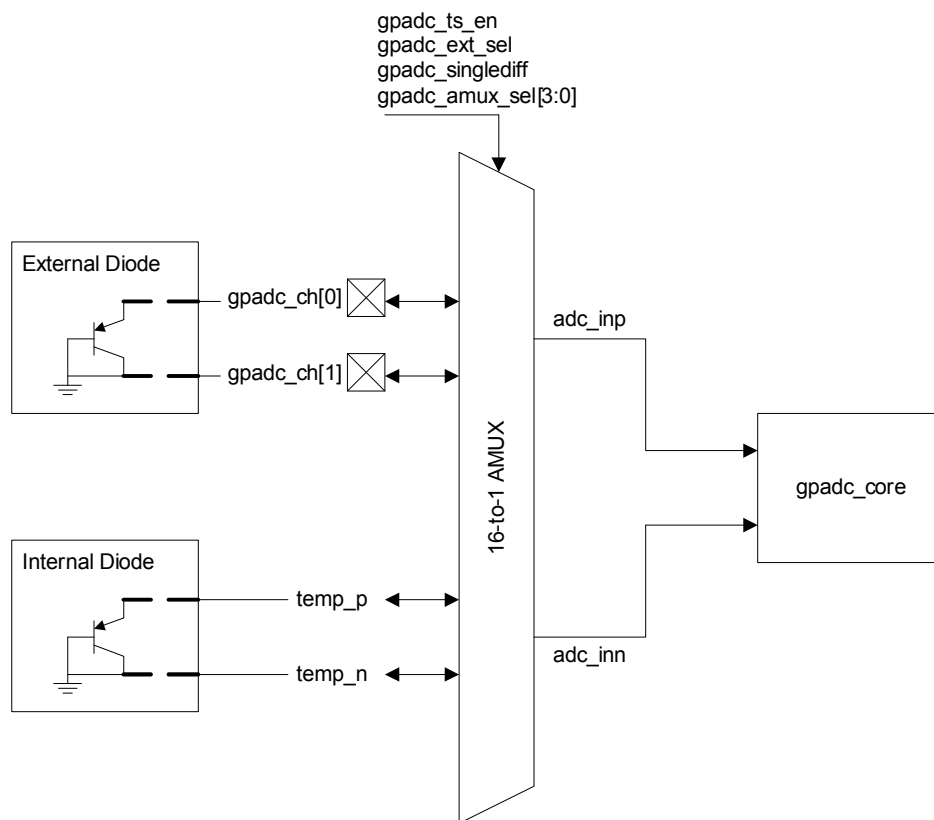 gpadc_ts_en
gpadc_ext_sel
gpadc_singlediff
gpadc_amux_sel[3:0]
External Diode
gpadc_ch[0]
gpadc_ch[1]
16-to-1 AMUX
adc_inp
gpadc_core
Internal Diode
temp_p
temp_n
adc_inn